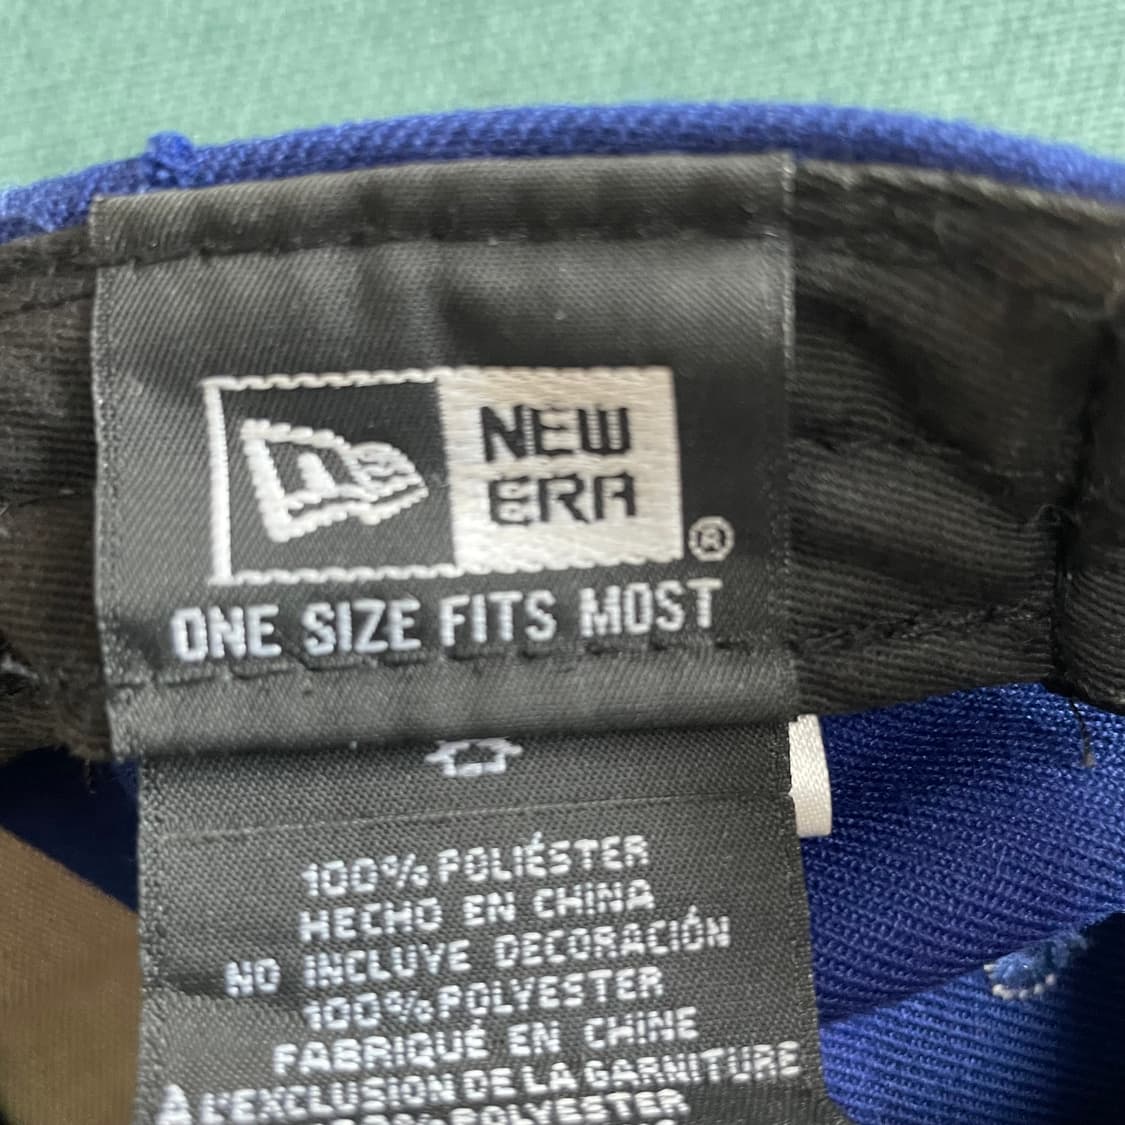 NEW
ERA
®
ONE SIZE FITS MOST
100% POLIÉSTER
HECHO EN CHINA
NO INCLUYE DECORACIÓN
100% POLYESTER
FABRIQUÉ EN CHINE
À L'EXCLUSION DE LA GARNITURE
POLYESTER